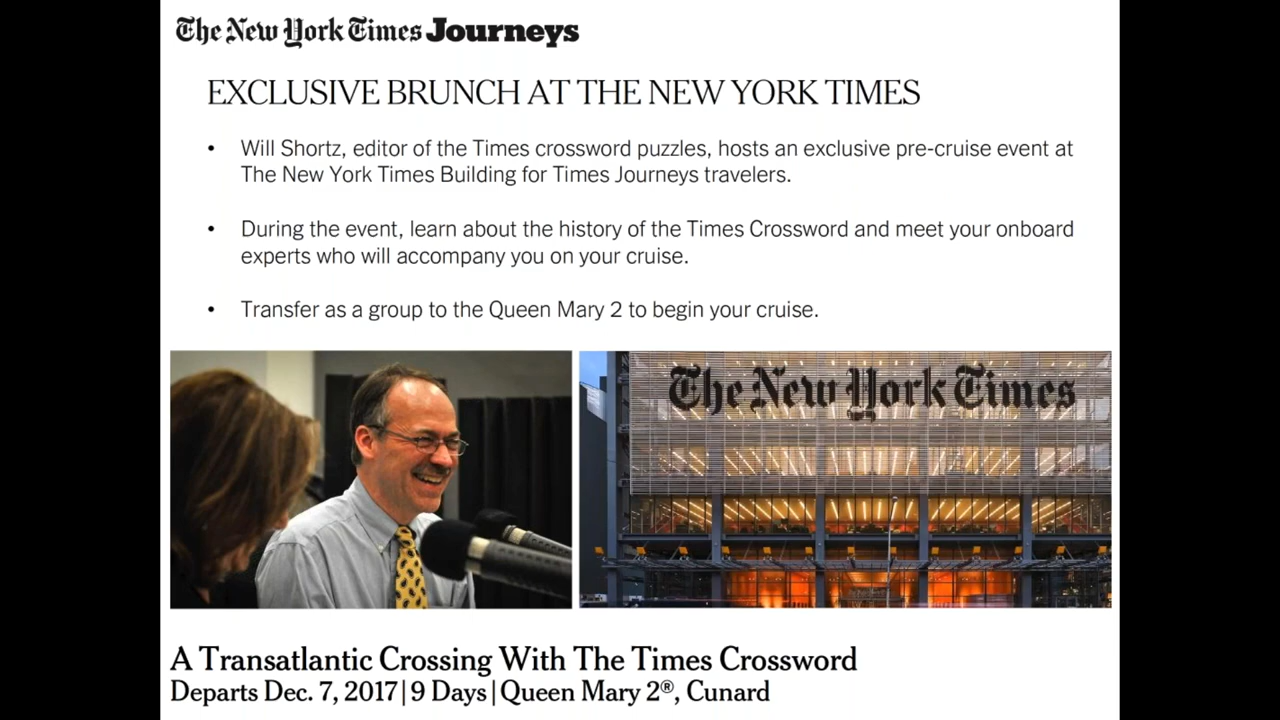 The New York Times Journeys
EXCLUSIVE BRUNCH AT THE NEW YORK TIMES
• Will Shortz, editor of the Times crossword puzzles, hosts an exclusive pre-cruise event at
The New York Times Building for Times Journeys travelers.
• During the event, learn about the history of the Times Crossword and meet your onboard
experts who will accompany you on your cruise.
• Transfer as a group to the Queen Mary 2 to begin your cruise.
The New York Times
A Transatlantic Crossing With The Times Crossword
Departs Dec. 7, 2017|9 Days|Queen Mary 2®, Cunard